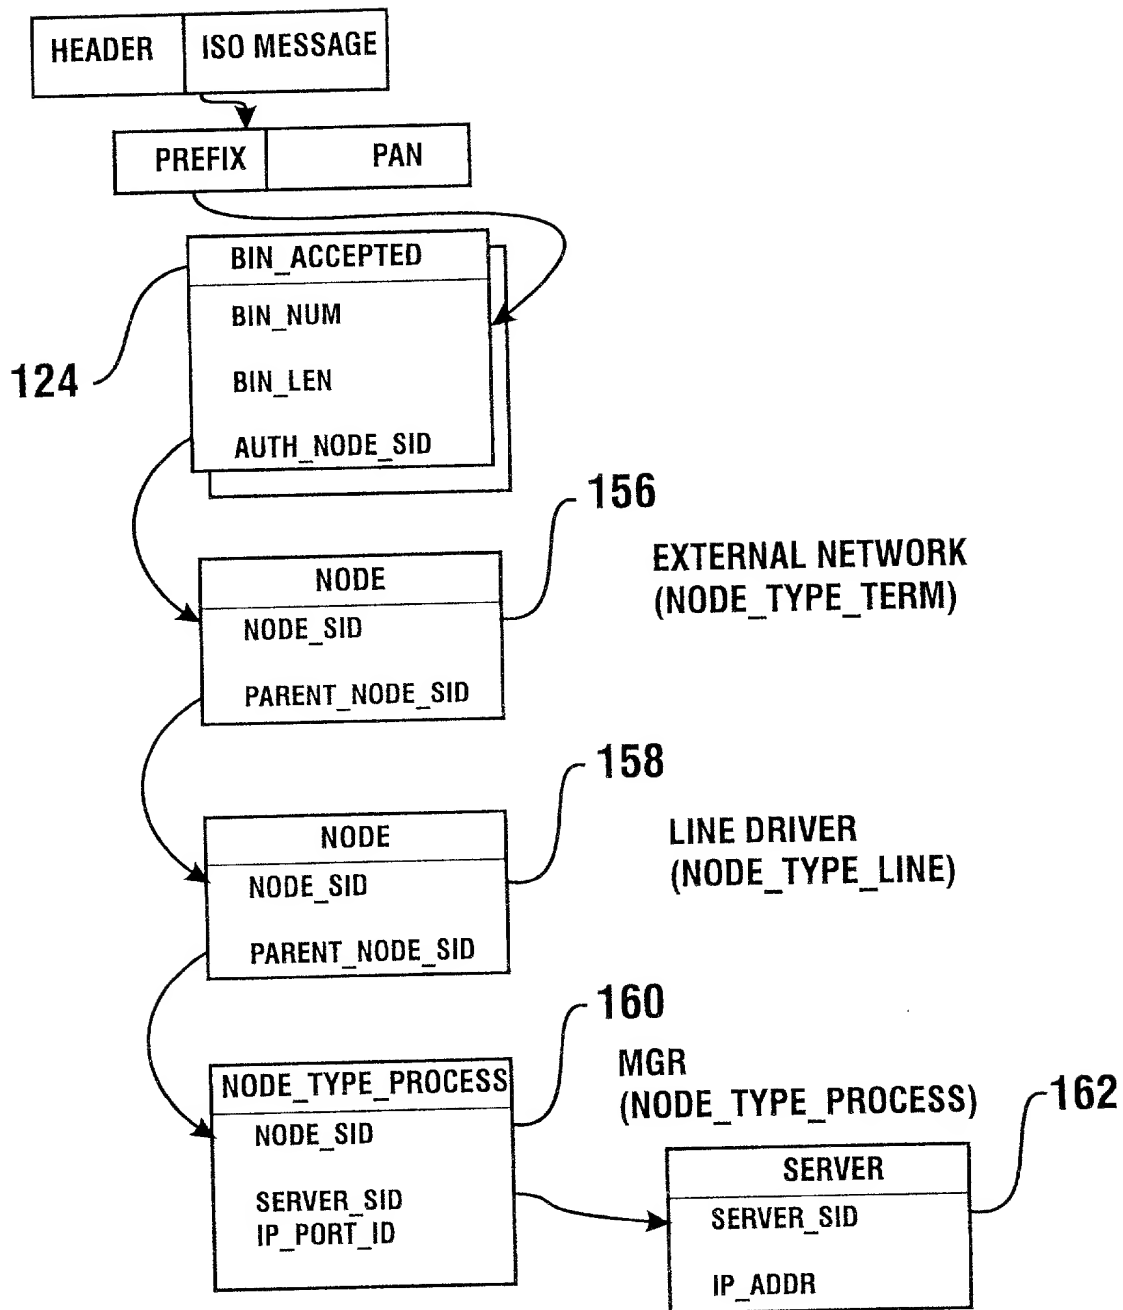 HEADER ISO MESSAGE
PREFIX PAN
BIN_ACCEPTED
BIN_NUM
BIN_LEN
AUTH_NODE_SID
124
156
EXTERNAL NETWORK
(NODE_TYPE_TERM)
NODE
NODE_SID
PARENT_NODE_SID
158
LINE DRIVER
(NODE_TYPE_LINE)
NODE
NODE_SID
PARENT_NODE_SID
160
MGR
(NODE_TYPE_PROCESS)
NODE_TYPE_PROCESS
NODE_SID
SERVER_SID
IP_PORT_ID
162
SERVER
SERVER_SID
IP_ADDR